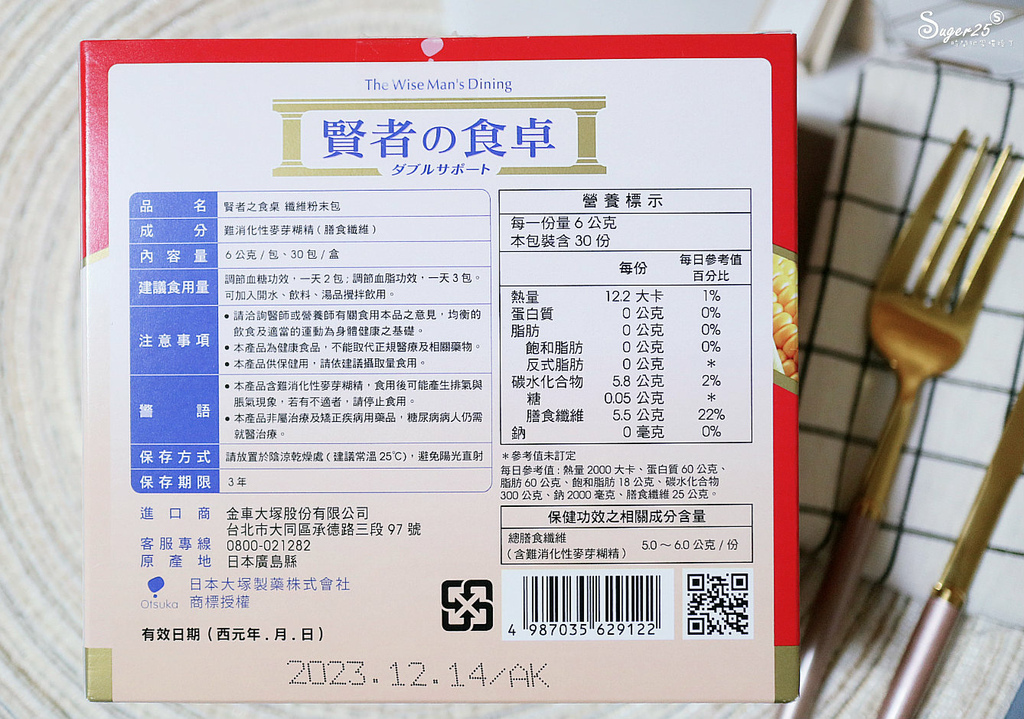 Suger25
The Wise Man's Dining
賢者の食卓
ダブルサポート
品名 賢者之食桌 纖維粉末包
成分 難消化性麥芽糊精(膳食纖維)
內容量 6公克/包、30包/盒
建議食用量 調節血糖功效,一天2包;調節血脂功效,一天3包。
可加入開水、飲料、湯品攪拌飲用。
注意事項 •請洽詢醫師或營養師有關食用本品之意見,均衡的
飲食及適當的運動為身體健康之基礎。
•本產品為健康食品,不能取代正規醫療及相關藥物。
•本產品供保健用,請依建議攝取量食用。
警語 •本產品含難消化性麥芽糊精,食用後可能產生排氣與
脹氣現象,若有不適者,請停止食用。
•本產品非屬治療及矯正疾病用藥品,糖尿病病人仍需
就醫治療。
保存方式 請放置於陰涼乾燥處(建議常溫25℃),避免陽光直射
保存期限 3年
進口商 金車大塚股份有限公司
台北市大同區承德路三段97號
客服專線 0800-021282
原產地 日本廣島縣
Otsuka
日本大塚製藥株式會社
商標授權
有效日期(西元年.月.日)
2023.12.14/AK
營養標示
每一份量6公克
本包裝含30份
每份 每日參考值
百分比
熱量 12.2 大卡 1%
蛋白質 0 公克 0%
脂肪 0 公克 0%
飽和脂肪 0 公克 0%
反式脂肪 0 公克 *
碳水化合物 5.8 公克 2%
糖 0.05 公克 *
膳食纖維 5.5 公克 22%
鈉 0 毫克 0%
*參考值未訂定
每日參考值:熱量2000大卡、蛋白質60公克、
脂肪60公克、飽和脂肪18公克、碳水化合物
300公克、鈉2000毫克、膳食纖維25公克。
保健功效之相關成分含量
總膳食纖維
(含難消化性麥芽糊精) 5.0~6.0公克/份
4 987035 629122